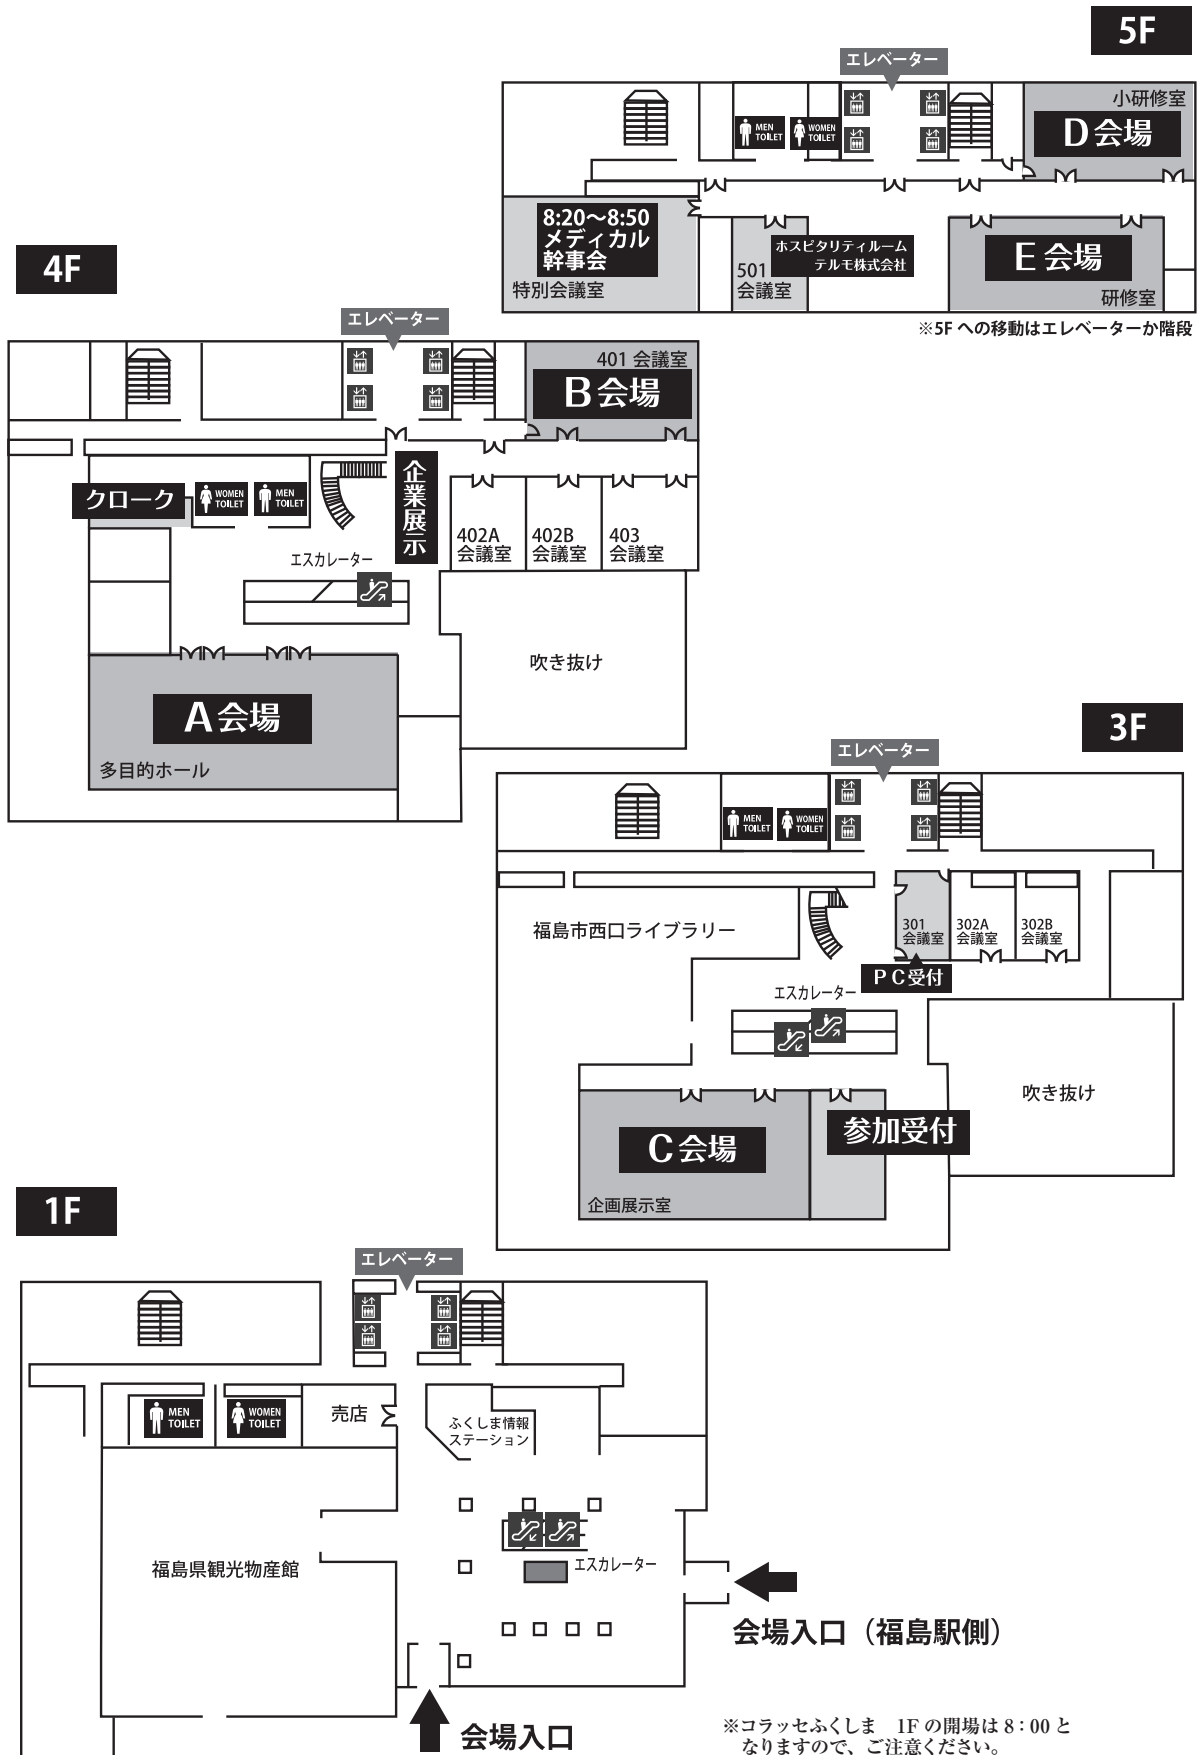 5F
エレベーター
小研修室
D会場
MEN
TOILET
WOMEN
TOILET
8:20～8:50
メディカル
幹事会
特別会議室
ホスピタリティルーム
テルモ株式会社
501
会議室
E会場
研修室
※5Fへの移動はエレベーターか階段
4F
エレベーター
401 会議室
B会場
クローク
WOMEN
TOILET
MEN
TOILET
企業展示
402A
会議室
402B
会議室
403
会議室
エスカレーター
吹き抜け
A会場
多目的ホール
3F
エレベーター
MEN
TOILET
WOMEN
TOILET
福島市西口ライブラリー
301
会議室
302A
会議室
302B
会議室
PC受付
エスカレーター
吹き抜け
参加受付
C会場
企画展示室
1F
エレベーター
MEN
TOILET
WOMEN
TOILET
売店
ふくしま情報
ステーション
福島県観光物産館
エスカレーター
会場入口（福島駅側）
会場入口
※コラッセふくしま　1Fの開場は8：00と
なりますので、ご注意ください。